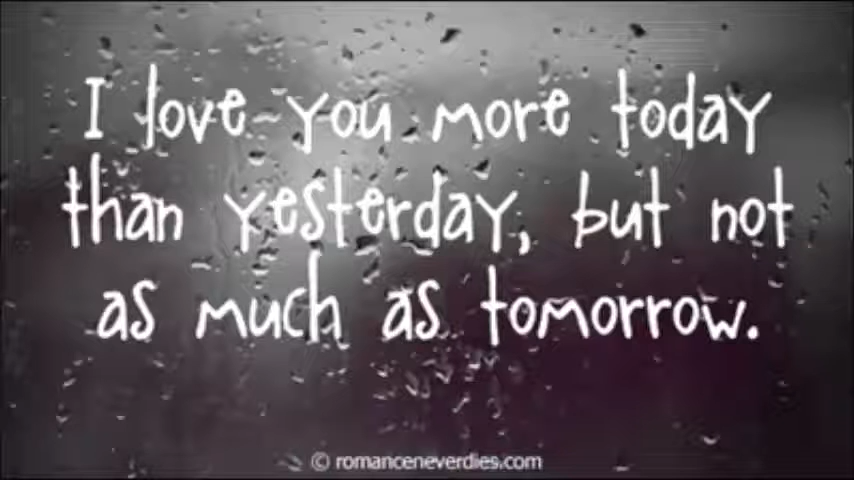 I love you more today
than yesterday, but not
as much as tomorrow.
© romanceneverdies.com